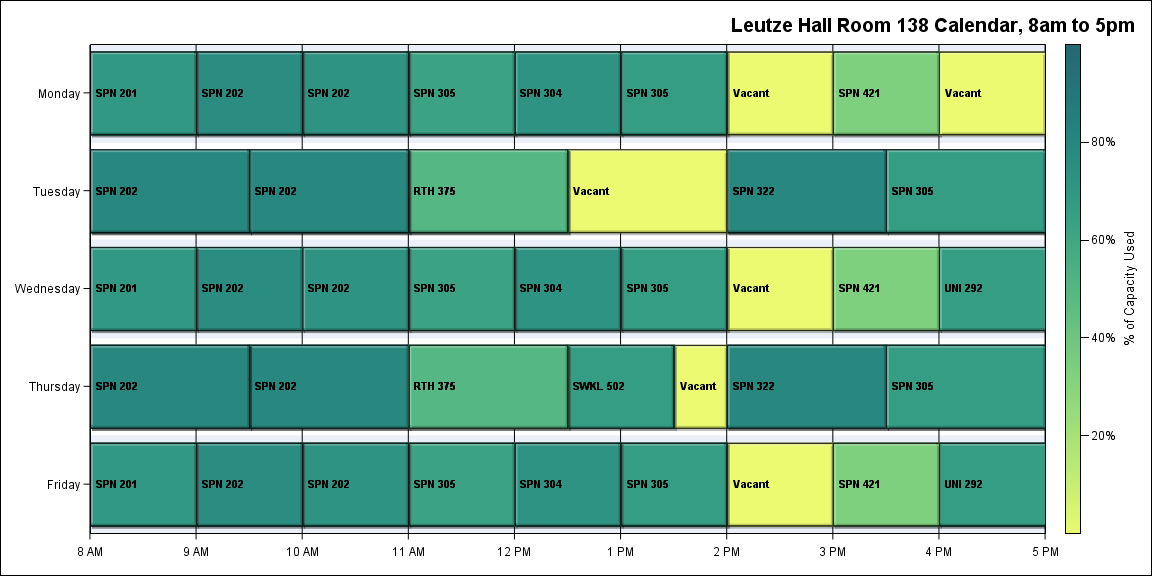 Leutze Hall Room 138 Calendar, 8am to 5pm
Monday
SPN 201
SPN 202
SPN 202
SPN 305
SPN 304
SPN 305
Vacant
SPN 421
Vacant
Tuesday
SPN 202
SPN 202
RTH 375
Vacant
SPN 322
SPN 305
Wednesday
SPN 201
SPN 202
SPN 202
SPN 305
SPN 304
SPN 305
Vacant
SPN 421
UNI 292
Thursday
SPN 202
SPN 202
RTH 375
SWKL 502
Vacant
SPN 322
SPN 305
Friday
SPN 201
SPN 202
SPN 202
SPN 305
SPN 304
SPN 305
Vacant
SPN 421
UNI 292
8 AM
9 AM
10 AM
11 AM
12 PM
1 PM
2 PM
3 PM
4 PM
5 PM
80%
60%
40%
20%
% of Capacity Used